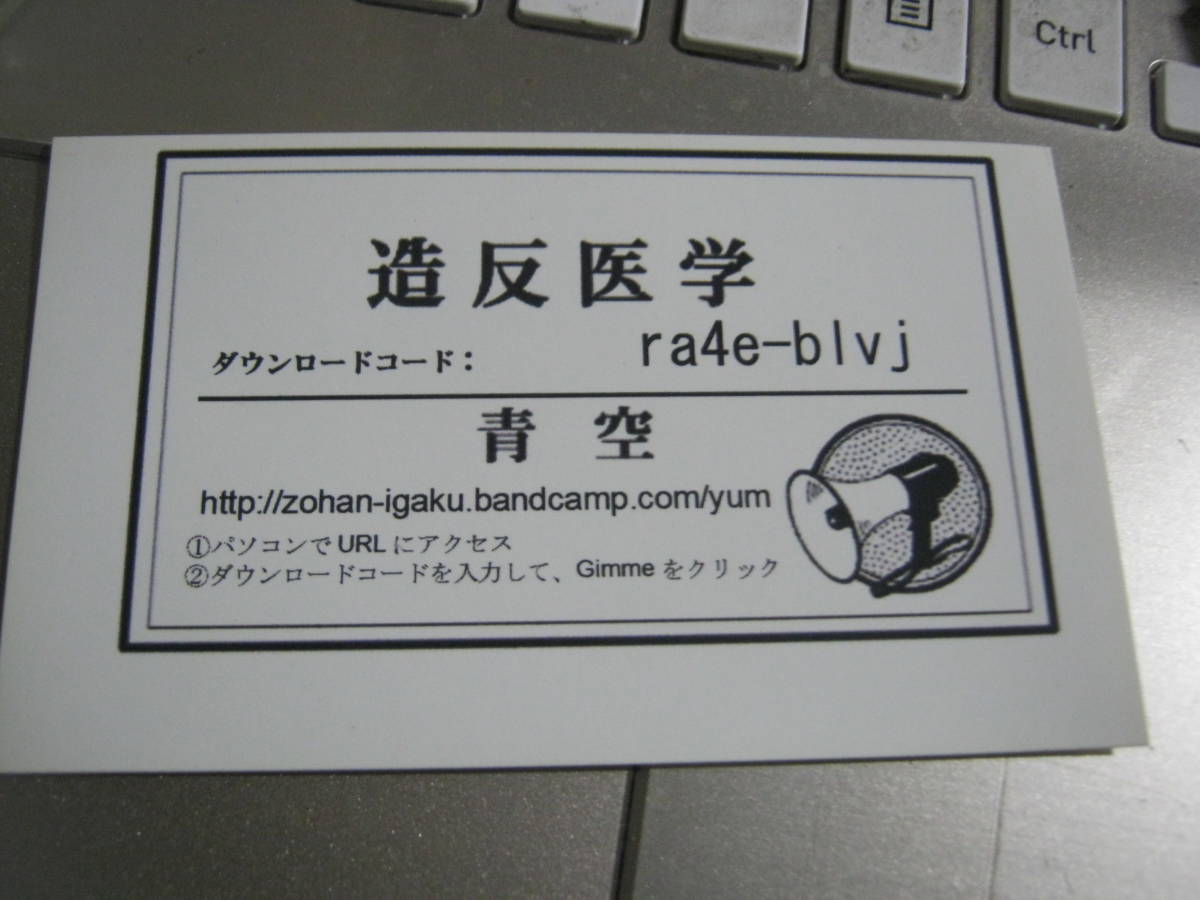 Ctrl
造反医学
ダウンロードコード： ra4e-blvj
青空
http://zohan-igaku.bandcamp.com/yum
①パソコンでURLにアクセス
②ダウンロードコードを入力して、Gimmeをクリック